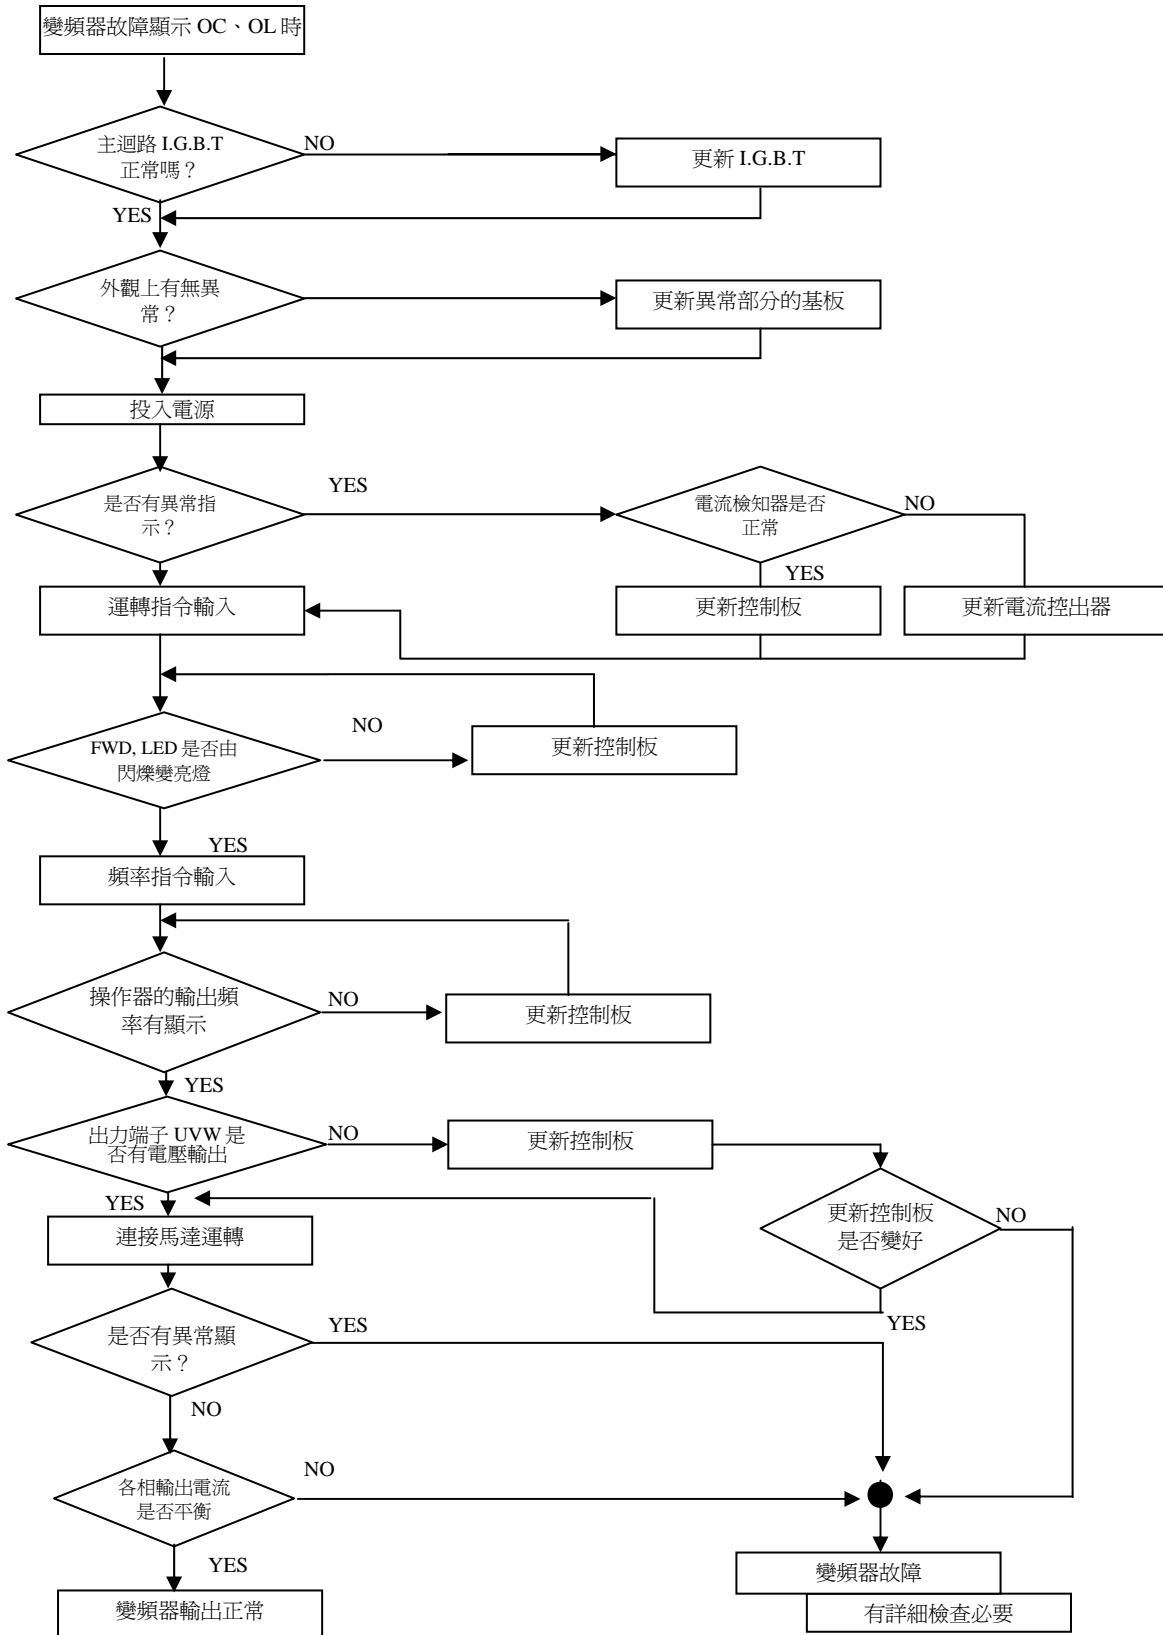 變頻器故障顯示 OC、OL 時
主迴路 I.G.B.T
正常嗎？
NO
更新 I.G.B.T
YES
外觀上有無異
常？
更新異常部分的基板
投入電源
是否有異常指
示？
YES
電流檢知器是否
正常
NO
YES
運轉指令輸入
更新控制板
更新電流控出器
FWD, LED 是否由
閃爍變亮燈
NO
更新控制板
YES
頻率指令輸入
操作器的輸出頻
率有顯示
NO
更新控制板
YES
出力端子 UVW 是
否有電壓輸出
NO
更新控制板
YES
連接馬達運轉
更新控制板
是否變好
NO
YES
是否有異常顯
示？
YES
NO
各相輸出電流
是否平衡
NO
YES
變頻器輸出正常
變頻器故障
有詳細檢查必要